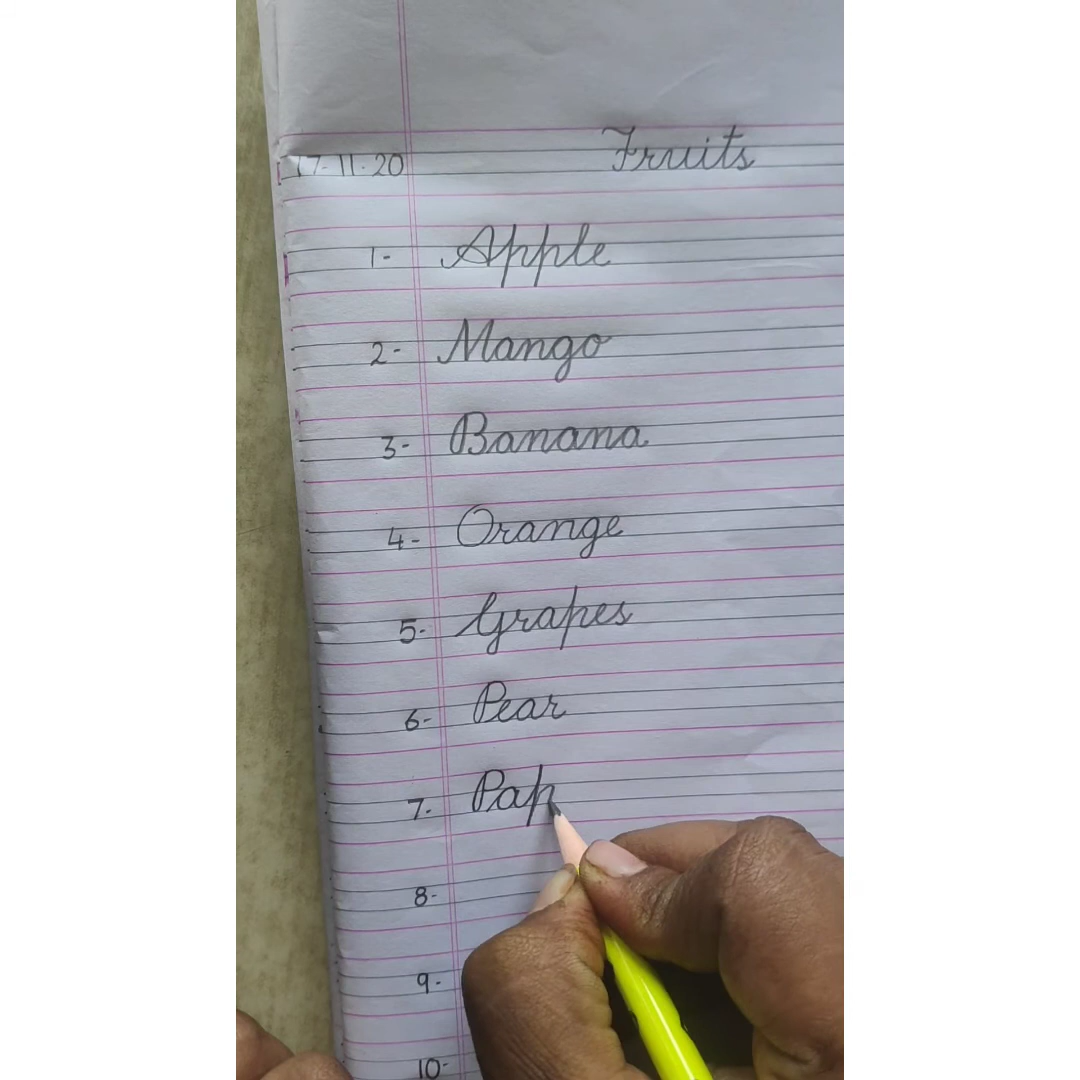 17-11-20 Fruits
1- Apple
2- Mango
3- Banana
4- Orange
5- Grapes
6- Pear
7- Pap
8-
9-
10-